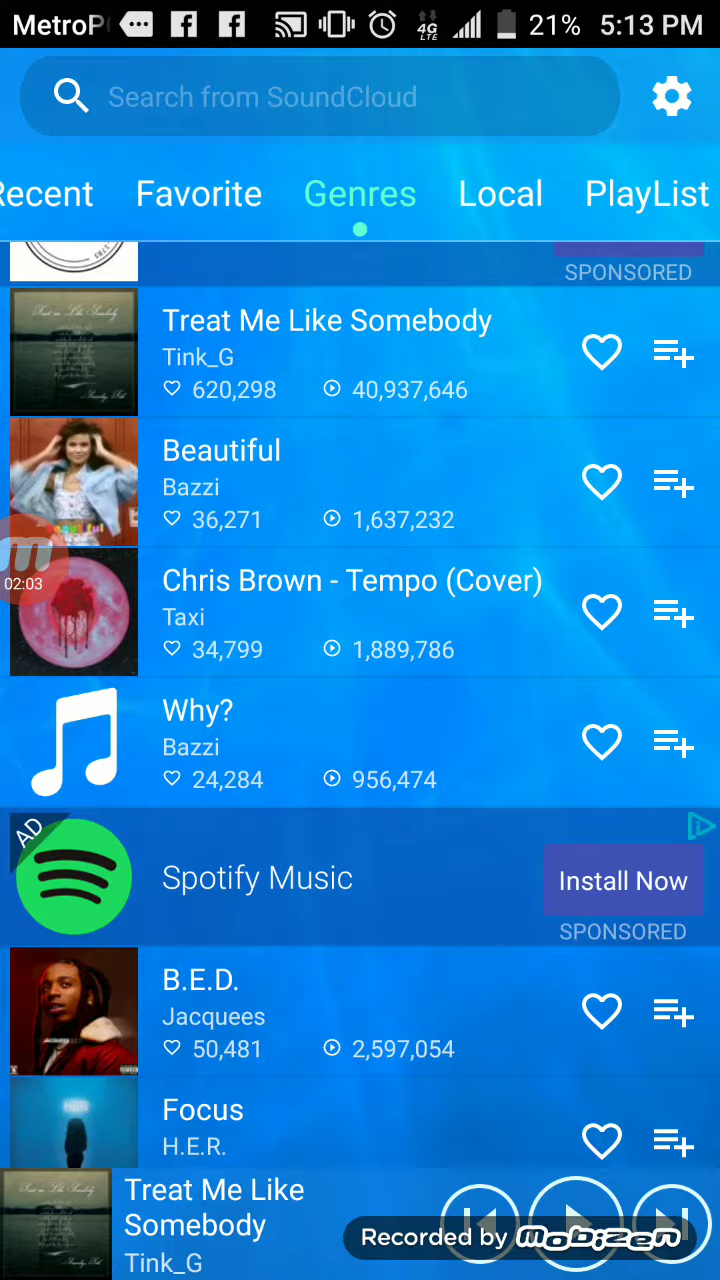 MetroP
4G
LTE
21% 5:13 PM
Search from SoundCloud
Recent Favorite Genres Local PlayList
SPONSORED
Treat Me Like Somebody
Tink_G
620,298 40,937,646
Beautiful
Bazzi
36,271 1,637,232
02:03
Chris Brown - Tempo (Cover)
Taxi
34,799 1,889,786
Why?
Bazzi
24,284 956,474
AD
Spotify Music
Install Now
SPONSORED
B.E.D.
Jacquees
50,481 2,597,054
Focus
H.E.R.
Treat Me Like
Somebody
Tink_G
Recorded by mobizen